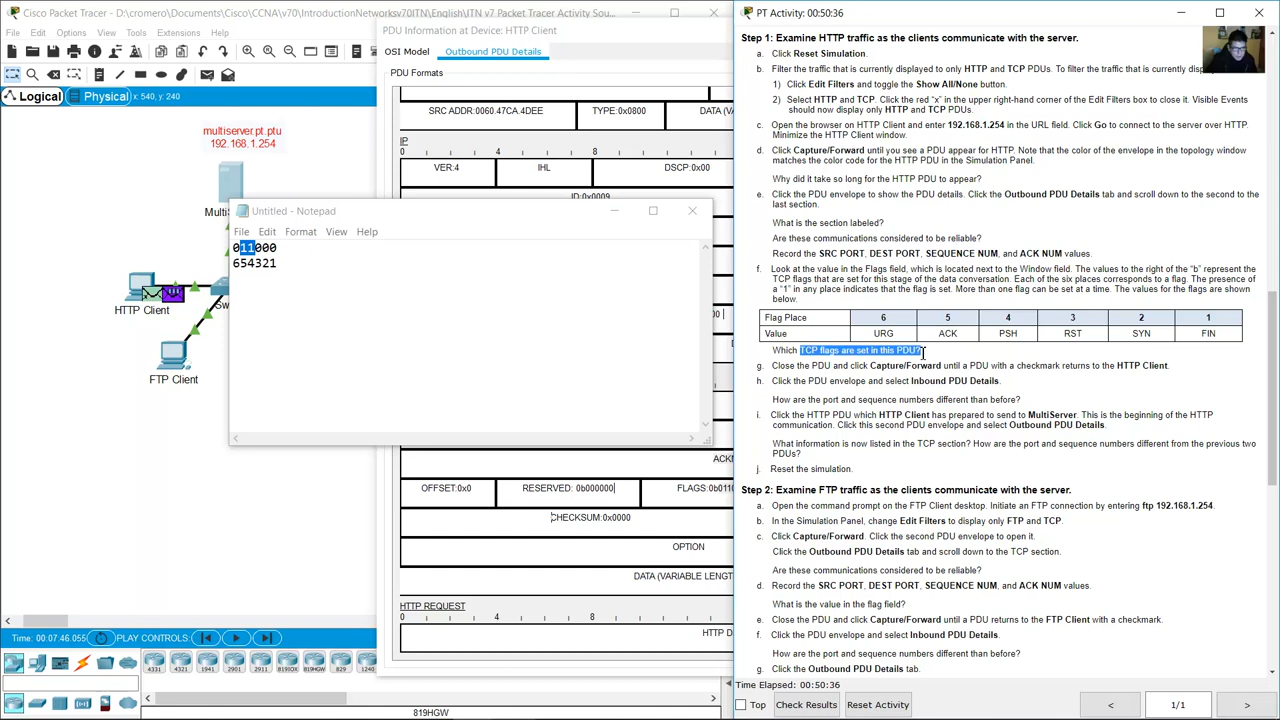 Cisco Packet Tracer - C:\Users\cromero\Documents\Cisco\CCNA\v70\IntroductionNetworksv70ITN\English\ITN v7 Packet Tracer Activity Sou...
File Edit Options View Tools Extensions Help
Logical Physical x: 540, y: 240
multiserver.pt.ptu
192.168.1.254
HTTP Client
FTP Client
Time: 00:07:46.055 PLAY CONTROLS:
4331 4321 1941 2901 2911 819IOX 819HGW 829 1240
819HGW
PDU Information at Device: HTTP Client
OSI Model Outbound PDU Details
PDU Formats
SRC ADDR:0060.47CA.4DEE TYPE:0x0800 DATA (V
IP
0 4 8
VER:4 IHL DSCP:0x00
ID:0x0009
Untitled - Notepad
File Edit Format View Help
011000
654321
ACKN
OFFSET:0x0 RESERVED: 0b000000 FLAGS:0b0110
CHECKSUM:0x0000
OPTION
DATA (VARIABLE LENGT
HTTP REQUEST
0 4 8
HTTP D
PT Activity: 00:50:36
Step 1: Examine HTTP traffic as the clients communicate with the server.
a. Click Reset Simulation.
b. Filter the traffic that is currently displayed to only HTTP and TCP PDUs. To filter the traffic that is currently disp
1) Click Edit Filters and toggle the Show All/None button.
2) Select HTTP and TCP. Click the red "x" in the upper right-hand corner of the Edit Filters box to close it. Visible Events
should now display only HTTP and TCP PDUs.
c. Open the browser on HTTP Client and enter 192.168.1.254 in the URL field. Click Go to connect to the server over HTTP.
Minimize the HTTP Client window.
d. Click Capture/Forward until you see a PDU appear for HTTP. Note that the color of the envelope in the topology window
matches the color code for the HTTP PDU in the Simulation Panel.
Why did it take so long for the HTTP PDU to appear?
e. Click the PDU envelope to show the PDU details. Click the Outbound PDU Details tab and scroll down to the second to the
last section.
What is the section labeled?
Are these communications considered to be reliable?
Record the SRC PORT, DEST PORT, SEQUENCE NUM, and ACK NUM values.
f. Look at the value in the Flags field, which is located next to the Window field. The values to the right of the "b" represent the
TCP flags that are set for this stage of the data conversation. Each of the six places corresponds to a flag. The presence of
a "1" in any place indicates that the flag is set. More than one flag can be set at a time. The values for the flags are shown
below.
Flag Place 6 5 4 3 2 1
Value URG ACK PSH RST SYN FIN
Which TCP flags are set in this PDU?
g. Close the PDU and click Capture/Forward until a PDU with a checkmark returns to the HTTP Client.
h. Click the PDU envelope and select Inbound PDU Details.
How are the port and sequence numbers different than before?
i. Click the HTTP PDU which HTTP Client has prepared to send to MultiServer. This is the beginning of the HTTP
communication. Click this second PDU envelope and select Outbound PDU Details.
What information is now listed in the TCP section? How are the port and sequence numbers different from the previous two
PDUs?
j. Reset the simulation.
Step 2: Examine FTP traffic as the clients communicate with the server.
a. Open the command prompt on the FTP Client desktop. Initiate an FTP connection by entering ftp 192.168.1.254.
b. In the Simulation Panel, change Edit Filters to display only FTP and TCP.
c. Click Capture/Forward. Click the second PDU envelope to open it.
Click the Outbound PDU Details tab and scroll down to the TCP section.
Are these communications considered to be reliable?
d. Record the SRC PORT, DEST PORT, SEQUENCE NUM, and ACK NUM values.
What is the value in the flag field?
e. Close the PDU and click Capture/Forward until a PDU returns to the FTP Client with a checkmark.
f. Click the PDU envelope and select Inbound PDU Details.
How are the port and sequence numbers different than before?
g. Click the Outbound PDU Details tab.
Time Elapsed: 00:50:36
Top Check Results Reset Activity < 1/1 >